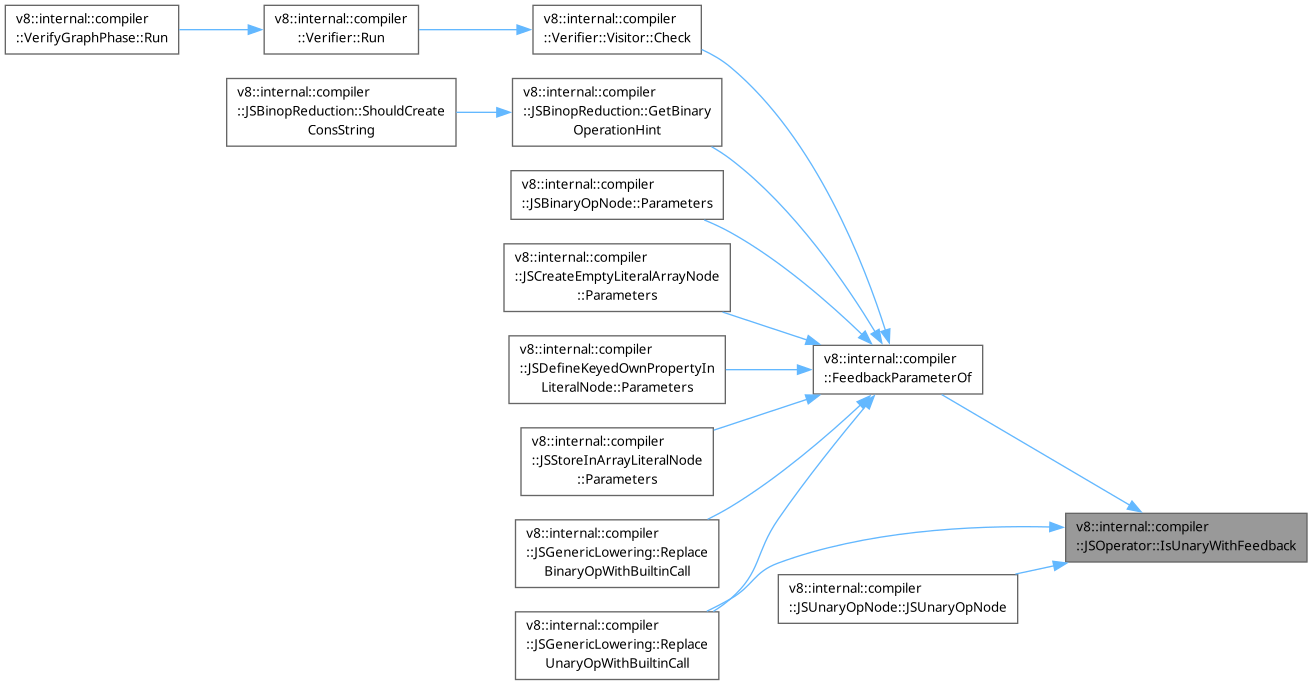 v8::internal::compiler
::VerifyGraphPhase::Run
v8::internal::compiler
::Verifier::Run
v8::internal::compiler
::Verifier::Visitor::Check
v8::internal::compiler
::JSBinopReduction::ShouldCreate
ConsString
v8::internal::compiler
::JSBinopReduction::GetBinary
OperationHint
v8::internal::compiler
::JSBinaryOpNode::Parameters
v8::internal::compiler
::JSCreateEmptyLiteralArrayNode
::Parameters
v8::internal::compiler
::JSDefineKeyedOwnPropertyIn
LiteralNode::Parameters
v8::internal::compiler
::FeedbackParameterOf
v8::internal::compiler
::JSStoreInArrayLiteralNode
::Parameters
v8::internal::compiler
::JSGenericLowering::Replace
BinaryOpWithBuiltinCall
v8::internal::compiler
::JSOperator::IsUnaryWithFeedback
v8::internal::compiler
::JSUnaryOpNode::JSUnaryOpNode
v8::internal::compiler
::JSGenericLowering::Replace
UnaryOpWithBuiltinCall